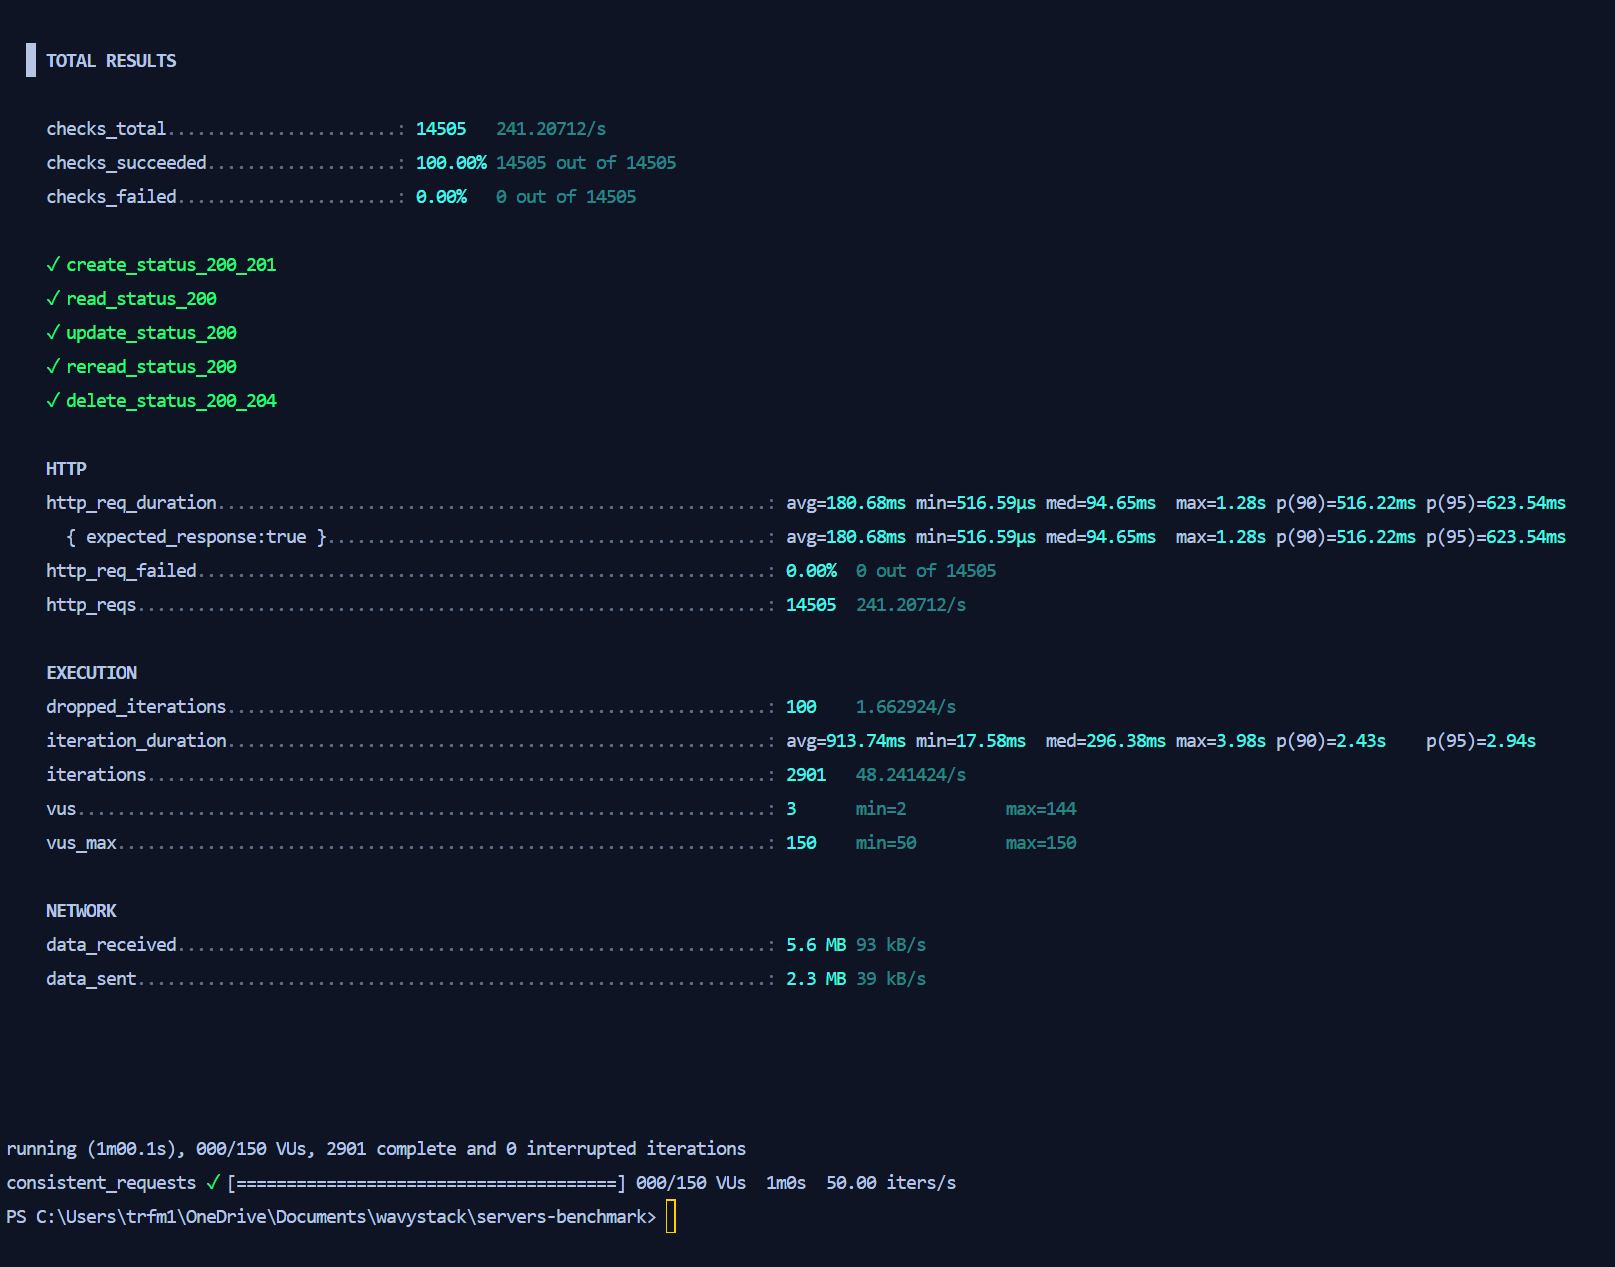 TOTAL RESULTS
checks_total.......................: 14505 241.20712/s
checks_succeeded...................: 100.00% 14505 out of 14505
checks_failed......................: 0.00% 0 out of 14505
✓ create_status_200_201
✓ read_status_200
✓ update_status_200
✓ reread_status_200
✓ delete_status_200_204
HTTP
http_req_duration.......................................................: avg=180.68ms min=516.59µs med=94.65ms max=1.28s p(90)=516.22ms p(95)=623.54ms
{ expected_response:true }............................................: avg=180.68ms min=516.59µs med=94.65ms max=1.28s p(90)=516.22ms p(95)=623.54ms
http_req_failed.........................................................: 0.00% 0 out of 14505
http_reqs...............................................................: 14505 241.20712/s
EXECUTION
dropped_iterations......................................................: 100 1.662924/s
iteration_duration......................................................: avg=913.74ms min=17.58ms med=296.38ms max=3.98s p(90)=2.43s p(95)=2.94s
iterations..............................................................: 2901 48.241424/s
vus.....................................................................: 3 min=2 max=144
vus_max.................................................................: 150 min=50 max=150
NETWORK
data_received...........................................................: 5.6 MB 93 kB/s
data_sent...............................................................: 2.3 MB 39 kB/s
running (1m00.1s), 000/150 VUs, 2901 complete and 0 interrupted iterations
consistent_requests ✓ [======================================] 000/150 VUs 1m0s 50.00 iters/s
PS C:\Users\trfm1\OneDrive\Documents\wavystack\servers-benchmark>